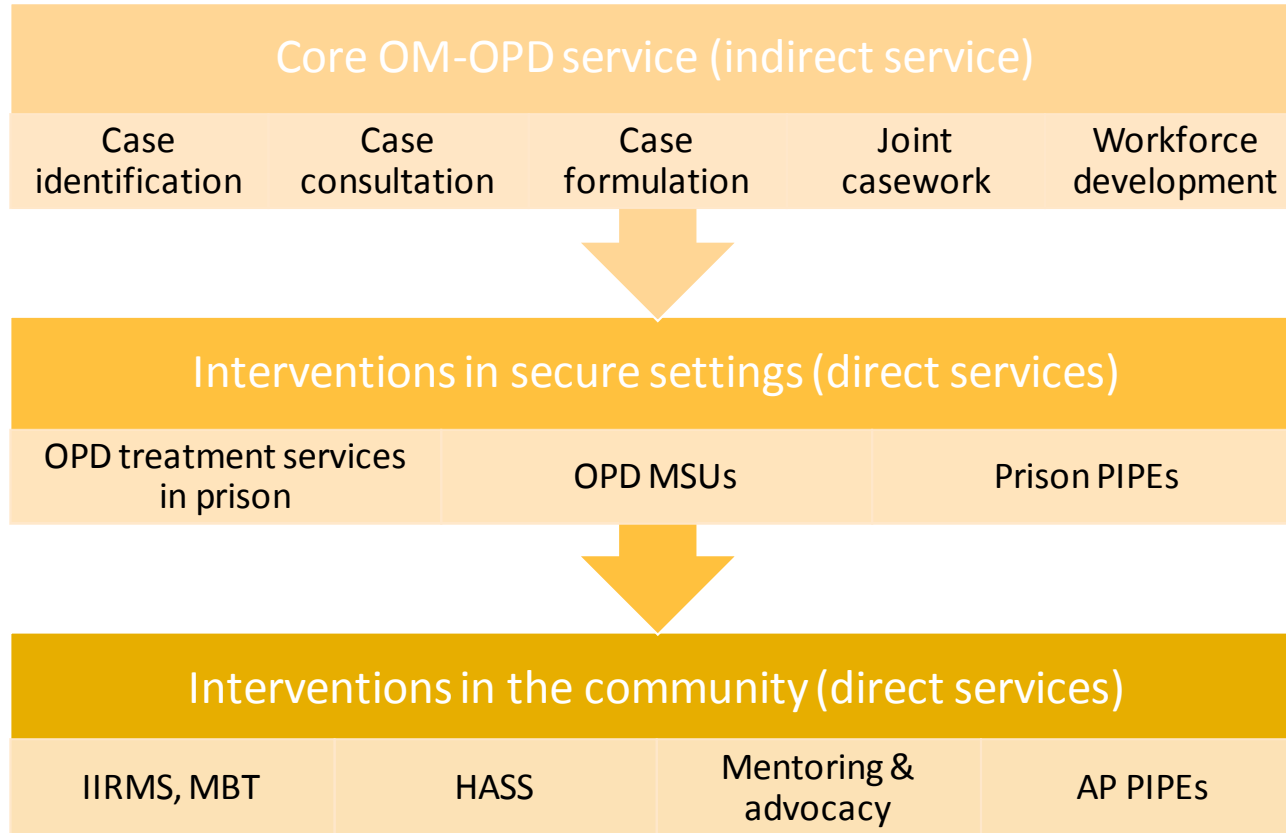 Core OM-OPD service (indirect service)
Case
identification
Case
consultation
Case
formulation
Joint
casework
Workforce
development
Interventions in secure settings (direct services)
OPD treatment services
in prison
OPD MSUs
Prison PIPEs
Interventions in the community (direct services)
IIRMS, MBT
HASS
Mentoring &
advocacy
AP PIPEs